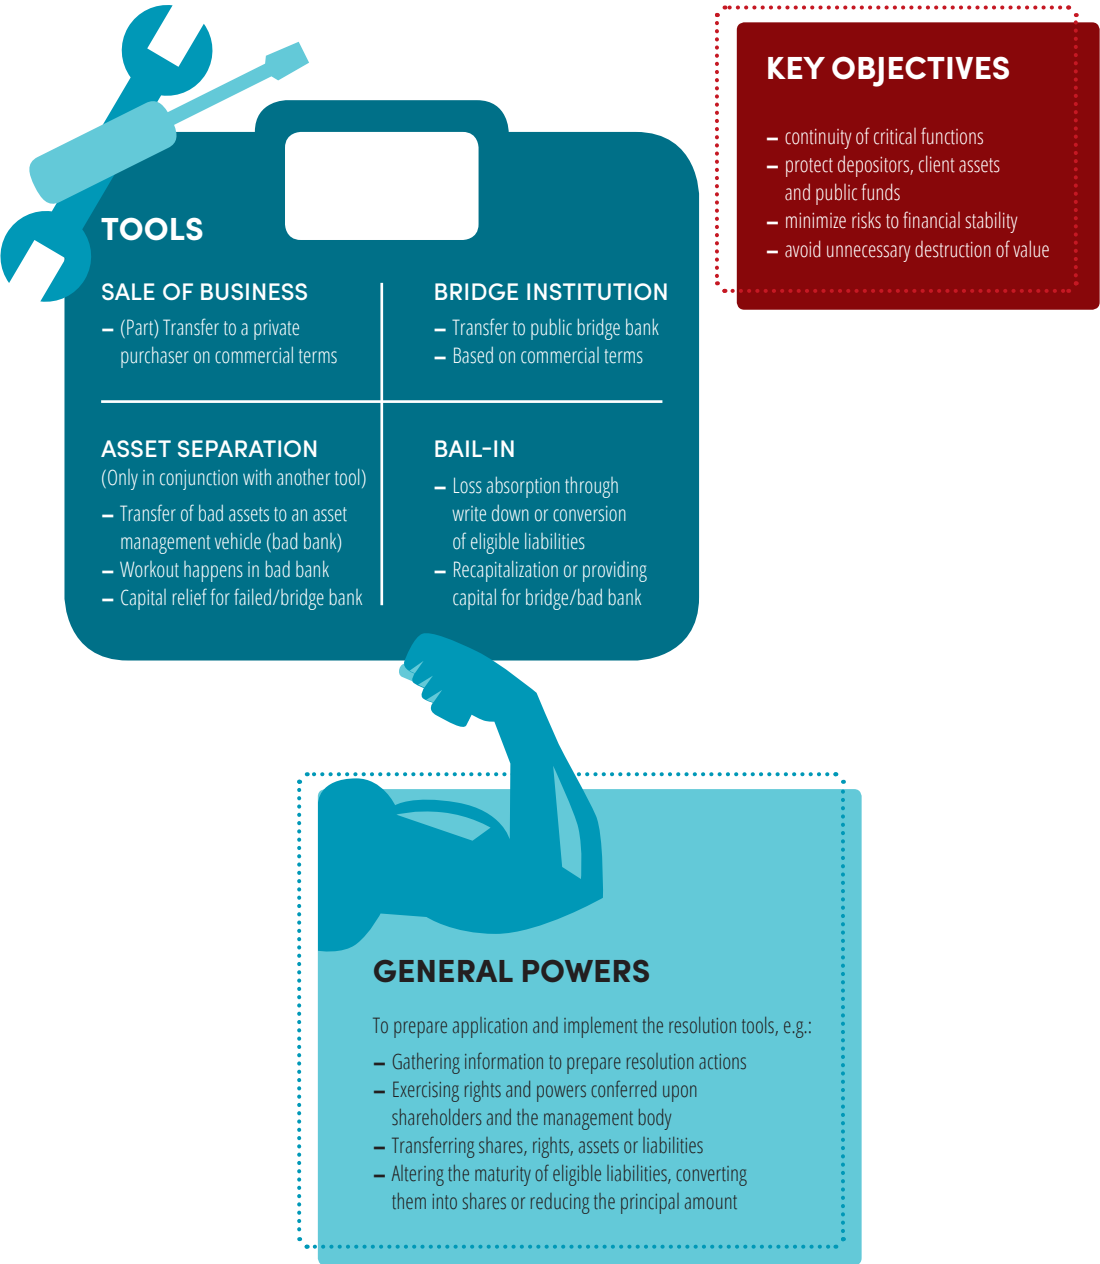 KEY OBJECTIVES
– continuity of critical functions
– protect depositors, client assets
and public funds
– minimize risks to financial stability
– avoid unnecessary destruction of value
TOOLS
SALE OF BUSINESS
– (Part) Transfer to a private
purchaser on commercial terms
BRIDGE INSTITUTION
– Transfer to public bridge bank
– Based on commercial terms
ASSET SEPARATION
(Only in conjunction with another tool)
– Transfer of bad assets to an asset
management vehicle (bad bank)
– Workout happens in bad bank
– Capital relief for failed/bridge bank
BAIL-IN
– Loss absorption through
write down or conversion
of eligible liabilities
– Recapitalization or providing
capital for bridge/bad bank
GENERAL POWERS
To prepare application and implement the resolution tools, e.g.:
– Gathering information to prepare resolution actions
– Exercising rights and powers conferred upon
shareholders and the management body
– Transferring shares, rights, assets or liabilities
– Altering the maturity of eligible liabilities, converting
them into shares or reducing the principal amount